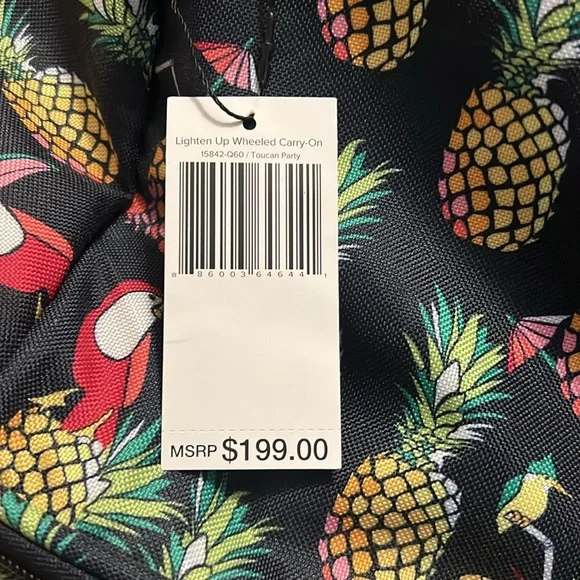 Lighten Up Wheeled Carry-On
15842-Q60 / Toucan Party
8 86003 64644 1
MSRP $199.00